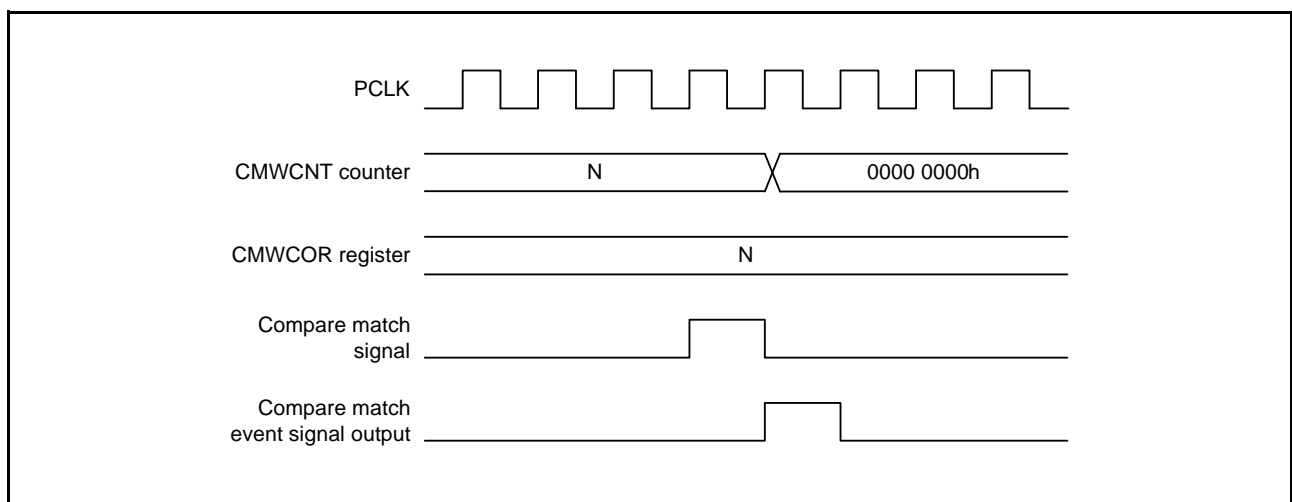 PCLK
CMWCNT counter
N
0000 0000h
CMWCOR register
N
Compare match
signal
Compare match
event signal output